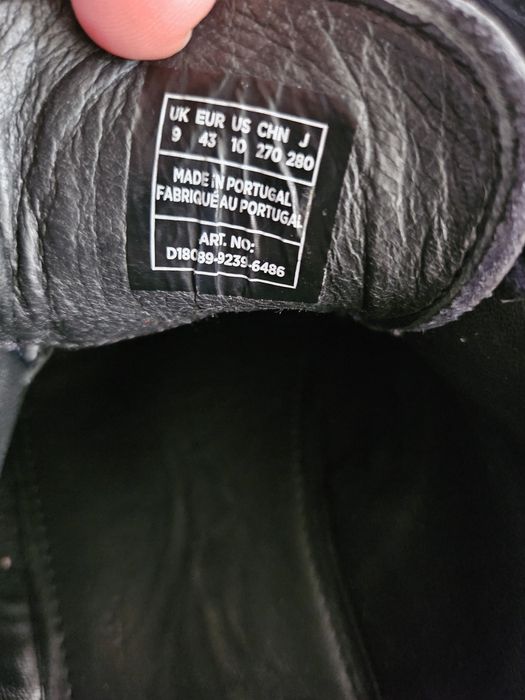 UK EUR US CHN J
9 43 10 270 280
MADE IN PORTUGAL
FABRIQUÉ AU PORTUGAL
ART. NO:
D18089-9239-6486